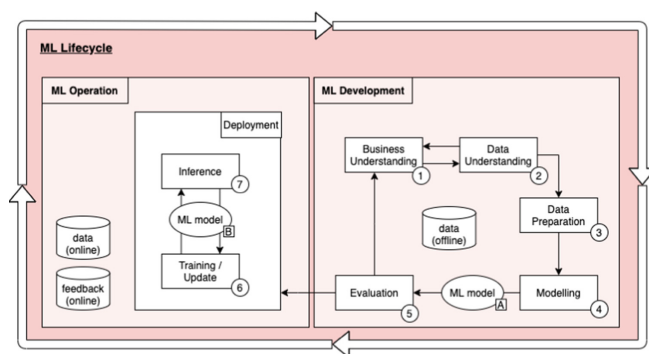 ML Lifecycle
ML Operation
Deployment
Inference
7
ML model
B
Training /
Update
6
data
(online)
feedback
(online)
ML Development
Business
Understanding
1
Data
Understanding
2
Data
Preparation
3
data
(offline)
Evaluation
5
ML model
A
Modelling
4